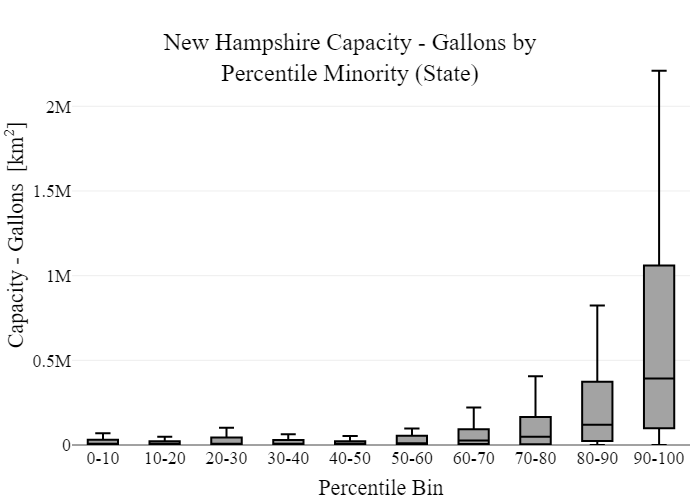 New Hampshire Capacity - Gallons by
Percentile Minority (State)
Capacity - Gallons [km²]
2M
1.5M
1M
0.5M
0
0-10 10-20 20-30 30-40 40-50 50-60 60-70 70-80 80-90 90-100
Percentile Bin